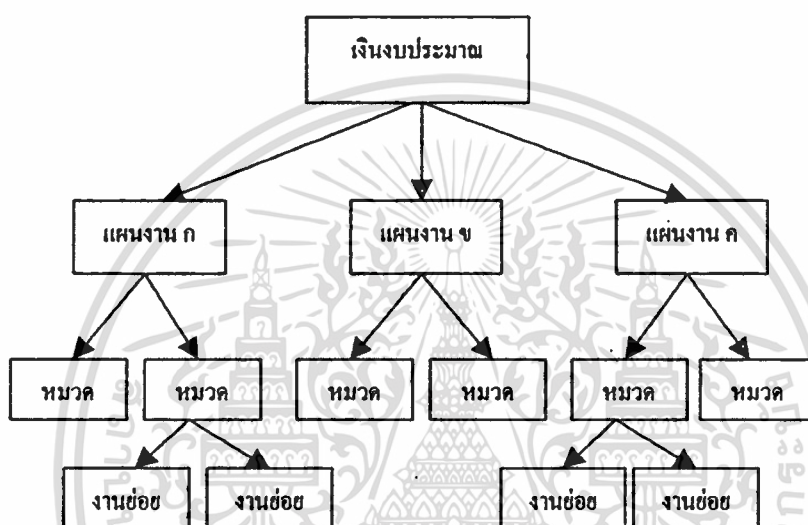 เงินงบประมาณ
แผนงาน ก
แผนงาน ข
แผ่นงาน ค
หมวด
หมวด
หมวด
หมวด
หมวด
หมวด
งานย่อย
งานย่อย
งานย่อย
งานย่อย